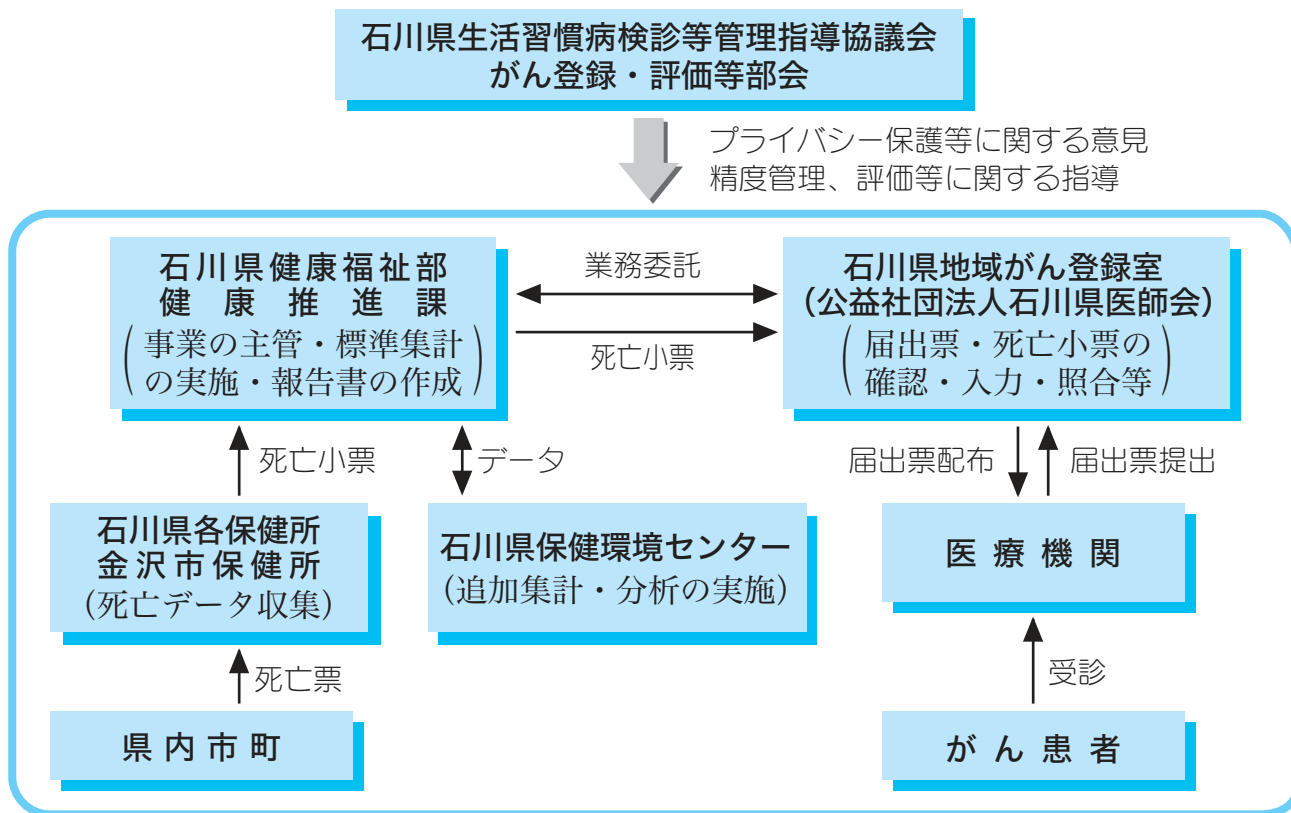 石川県生活習慣病検診等管理指導協議会
がん登録・評価等部会
プライバシー保護等に関する意見
精度管理、評価等に関する指導
石川県健康福祉部
健康推進課
(事業の主管・標準集計
の実施・報告書の作成)
業務委託
死亡小票
石川県地域がん登録室
(公益社団法人石川県医師会)
(届出票・死亡小票の
確認・入力・照合等)
死亡小票
データ
届出票配布
届出票提出
石川県各保健所
金沢市保健所
(死亡データ収集)
石川県保健環境センター
(追加集計・分析の実施)
医療機関
死亡票
受診
県内市町
がん患者